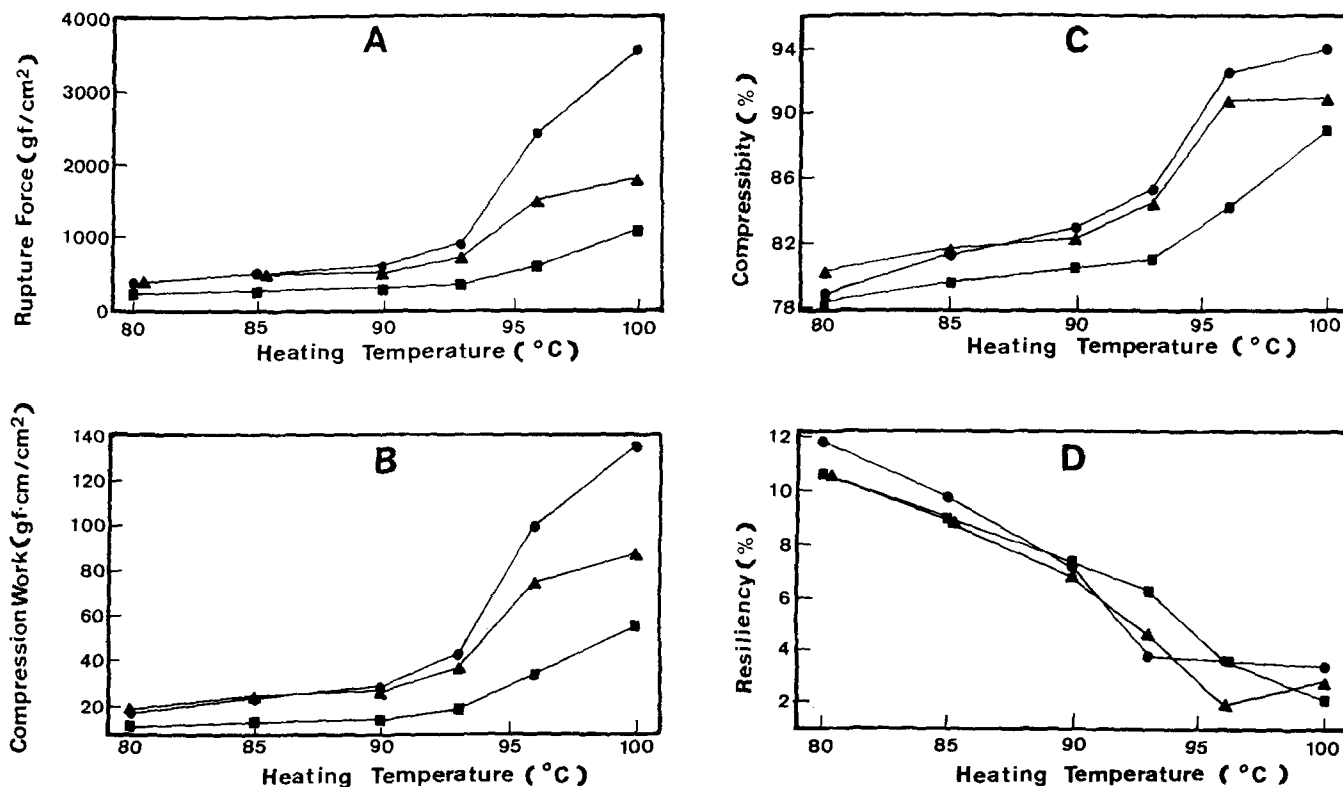 A
Rupture Force (gf/cm²)
4000
3000
2000
1000
0
80 85 90 95 100
Heating Temperature (°C)
C
Compressibity (%)
94
90
86
82
78
80 85 90 95 100
Heating Temperature (°C)
B
Compression Work (gf·cm/cm²)
140
120
100
80
60
40
20
80 85 90 95 100
Heating Temperature (°C)
D
Resiliency (%)
12
10
8
6
4
2
80 85 90 95 100
Heating Temperature (°C)